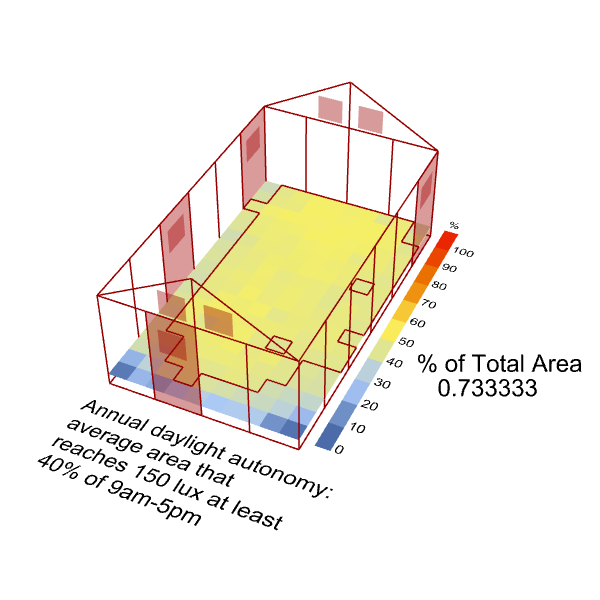 %
100
90
80
70
60
50
40
30
20
10
0
% of Total Area
0.733333
Annual daylight autonomy:
average area that
reaches 150 lux at least
40% of 9am-5pm